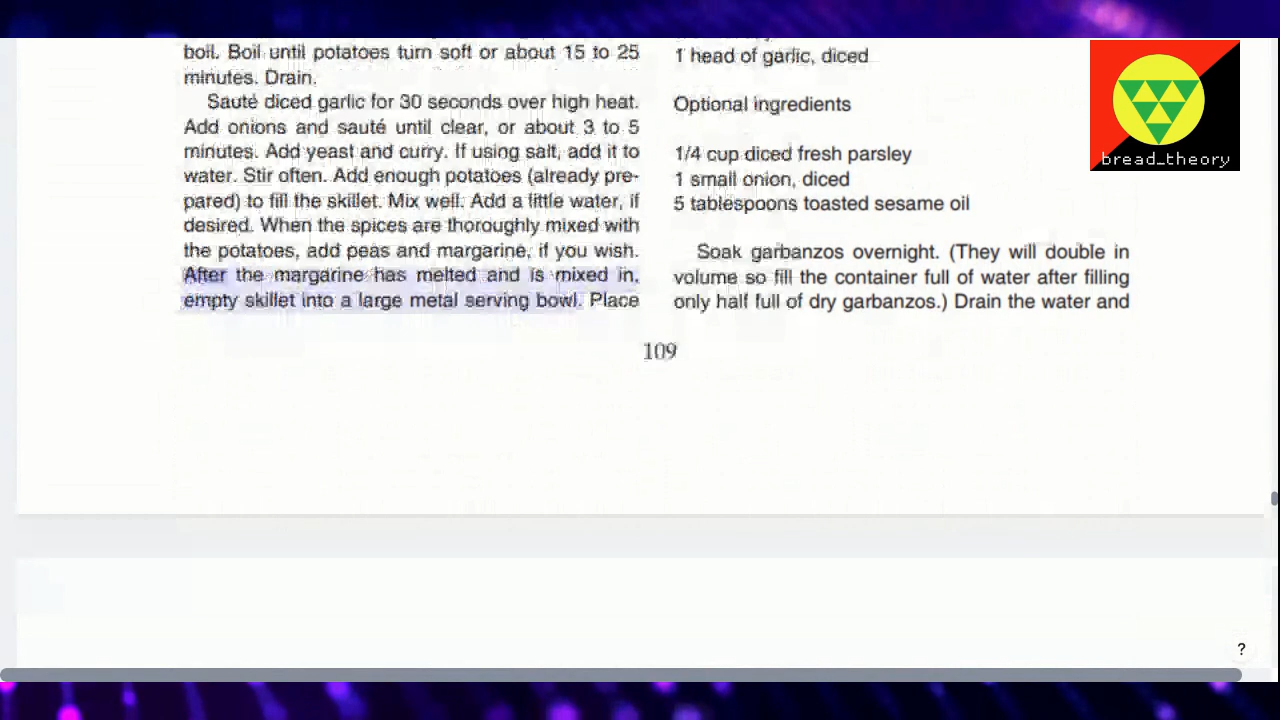 boil. Boil until potatoes turn soft or about 15 to 25
minutes. Drain.
Sauté diced garlic for 30 seconds over high heat.
Add onions and sauté until clear, or about 3 to 5
minutes. Add yeast and curry. If using salt, add it to
water. Stir often. Add enough potatoes (already pre-
pared) to fill the skillet. Mix well. Add a little water, if
desired. When the spices are thoroughly mixed with
the potatoes, add peas and margarine, if you wish.
After the margarine has melted and is mixed in,
empty skillet into a large metal serving bowl. Place
1 head of garlic, diced
Optional ingredients
1/4 cup diced fresh parsley
1 small onion, diced
5 tablespoons toasted sesame oil
Soak garbanzos overnight. (They will double in
volume so fill the container full of water after filling
only half full of dry garbanzos.) Drain the water and
109
bread_theory
?